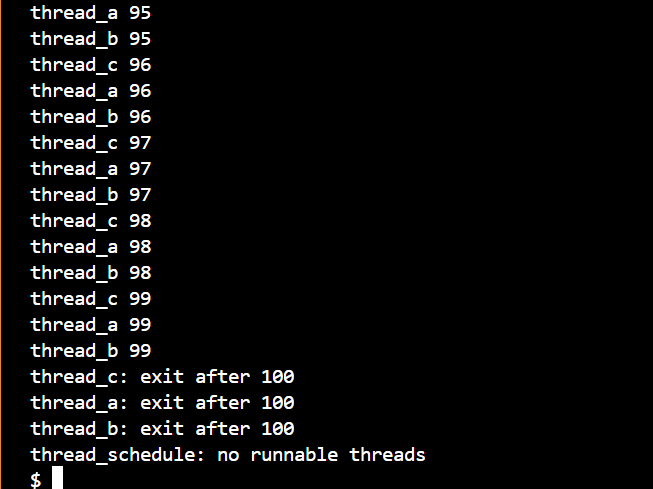 thread_a 95
thread_b 95
thread_c 96
thread_a 96
thread_b 96
thread_c 97
thread_a 97
thread_b 97
thread_c 98
thread_a 98
thread_b 98
thread_c 99
thread_a 99
thread_b 99
thread_c: exit after 100
thread_a: exit after 100
thread_b: exit after 100
thread_schedule: no runnable threads
$